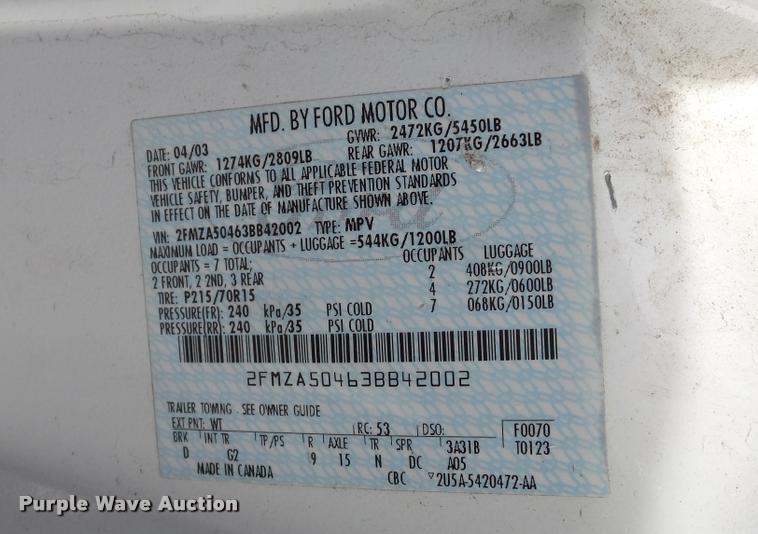 MFD. BY FORD MOTOR CO.
DATE: 04/03 GVWR: 2472KG/5450LB
FRONT GAWR: 1274KG/2809LB REAR GAWR: 1207KG/2663LB
THIS VEHICLE CONFORMS TO ALL APPLICABLE FEDERAL MOTOR
VEHICLE SAFETY, BUMPER, AND THEFT PREVENTION STANDARDS
IN EFFECT ON THE DATE OF MANUFACTURE SHOWN ABOVE.
VIN: 2FMZA50463BB42002 TYPE: MPV
MAXIMUM LOAD = OCCUPANTS + LUGGAGE =544KG/1200LB
OCCUPANTS = 7 TOTAL; OCCUPANTS LUGGAGE
2 FRONT, 2 2ND, 3 REAR 2 408KG/0900LB
TIRE: P215/70R15 4 272KG/0600LB
PRESSURE(FR): 240 kPa/35 PSI COLD 7 068KG/0150LB
PRESSURE(RR): 240 kPa/35 PSI COLD
2FMZA50463BB42002
TRAILER TOWING - SEE OWNER GUIDE
EXT PNT: WT RC: 53 DSO: F0070
BRK INT TR TP/PS R AXLE TR SPR 3A31B T0123
D G2 9 15 N DC A05
MADE IN CANADA CBC ▽2U5A-5420472-AA
Purple Wave Auction